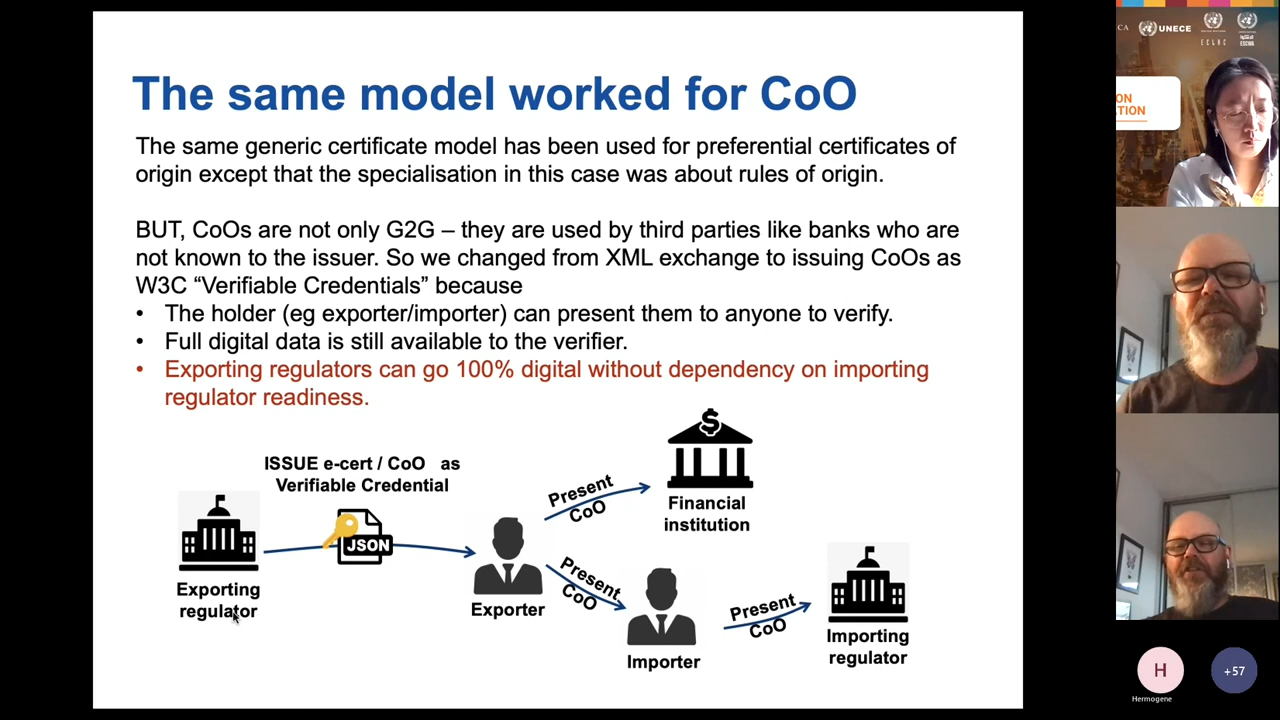 The same model worked for CoO
The same generic certificate model has been used for preferential certificates of
origin except that the specialisation in this case was about rules of origin.
BUT, CoOs are not only G2G – they are used by third parties like banks who are
not known to the issuer. So we changed from XML exchange to issuing CoOs as
W3C “Verifiable Credentials” because
• The holder (eg exporter/importer) can present them to anyone to verify.
• Full digital data is still available to the verifier.
• Exporting regulators can go 100% digital without dependency on importing
regulator readiness.
ISSUE e-cert / CoO as
Verifiable Credential
JSON
Exporting
regulator
Exporter
Present
CoO
$
Financial
institution
Present
CoO
Importer
Present
CoO
Importing
regulator
CA
UNECE
ECLAC
ESCWA
ON
TION
H
Hermogene
+57